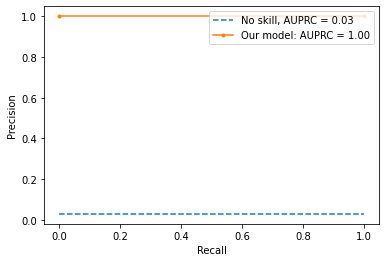 1.0
0.8
0.6
0.4
0.2
0.0
Precision
No skill, AUPRC = 0.03
Our model: AUPRC = 1.00
0.0 0.2 0.4 0.6 0.8 1.0
Recall